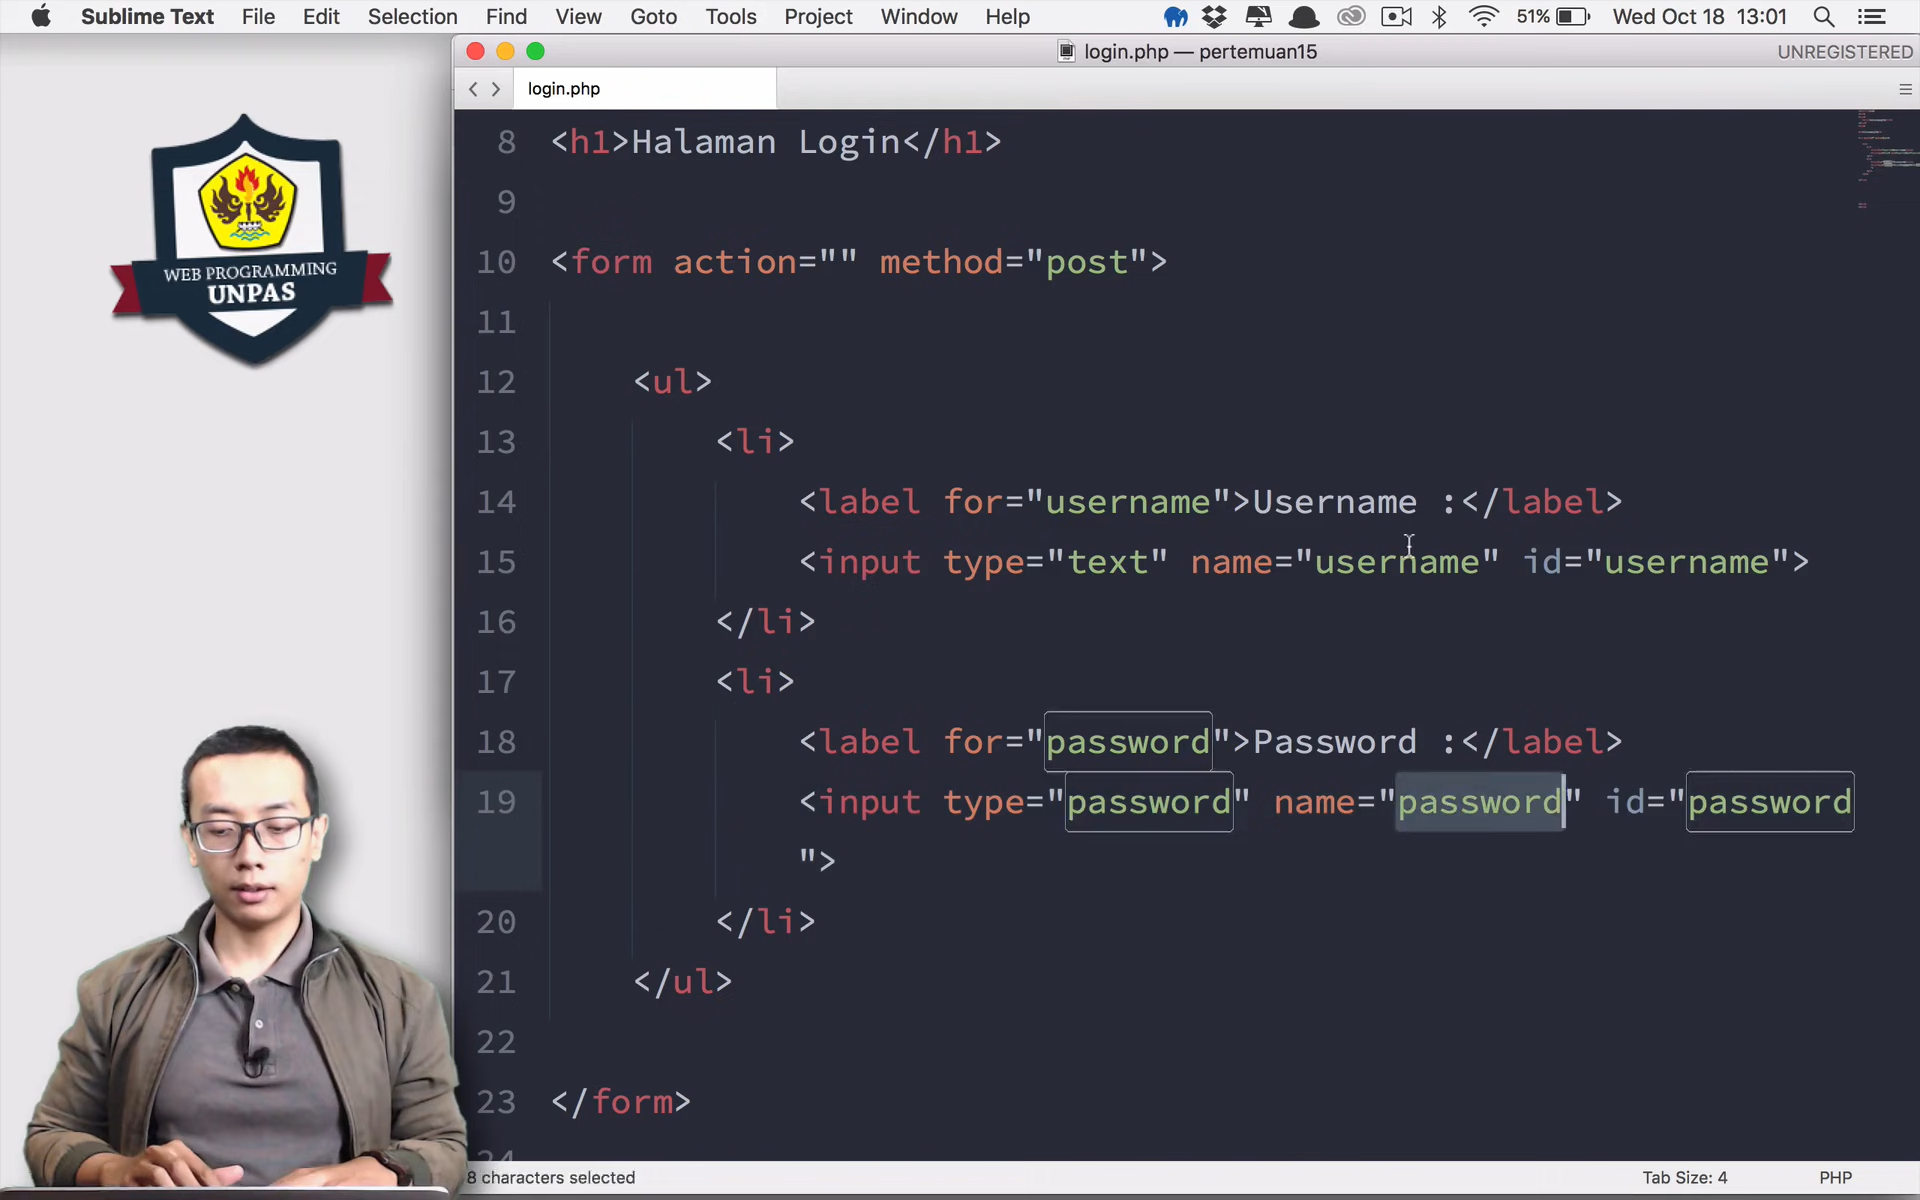 Sublime Text File Edit Selection Find View Goto Tools Project Window Help 51% Wed Oct 18 13:01
login.php — pertemuan15 UNREGISTERED
login.php
8 <h1>Halaman Login</h1>
9
10 <form action="" method="post">
11
12 <ul>
13 <li>
14 <label for="username">Username :</label>
15 <input type="text" name="username" id="username">
16 </li>
17 <li>
18 <label for="password">Password :</label>
19 <input type="password" name="password" id="password
">
20 </li>
21 </ul>
22
23 </form>
24
8 characters selected Tab Size: 4 PHP
WEB PROGRAMMING
UNPAS